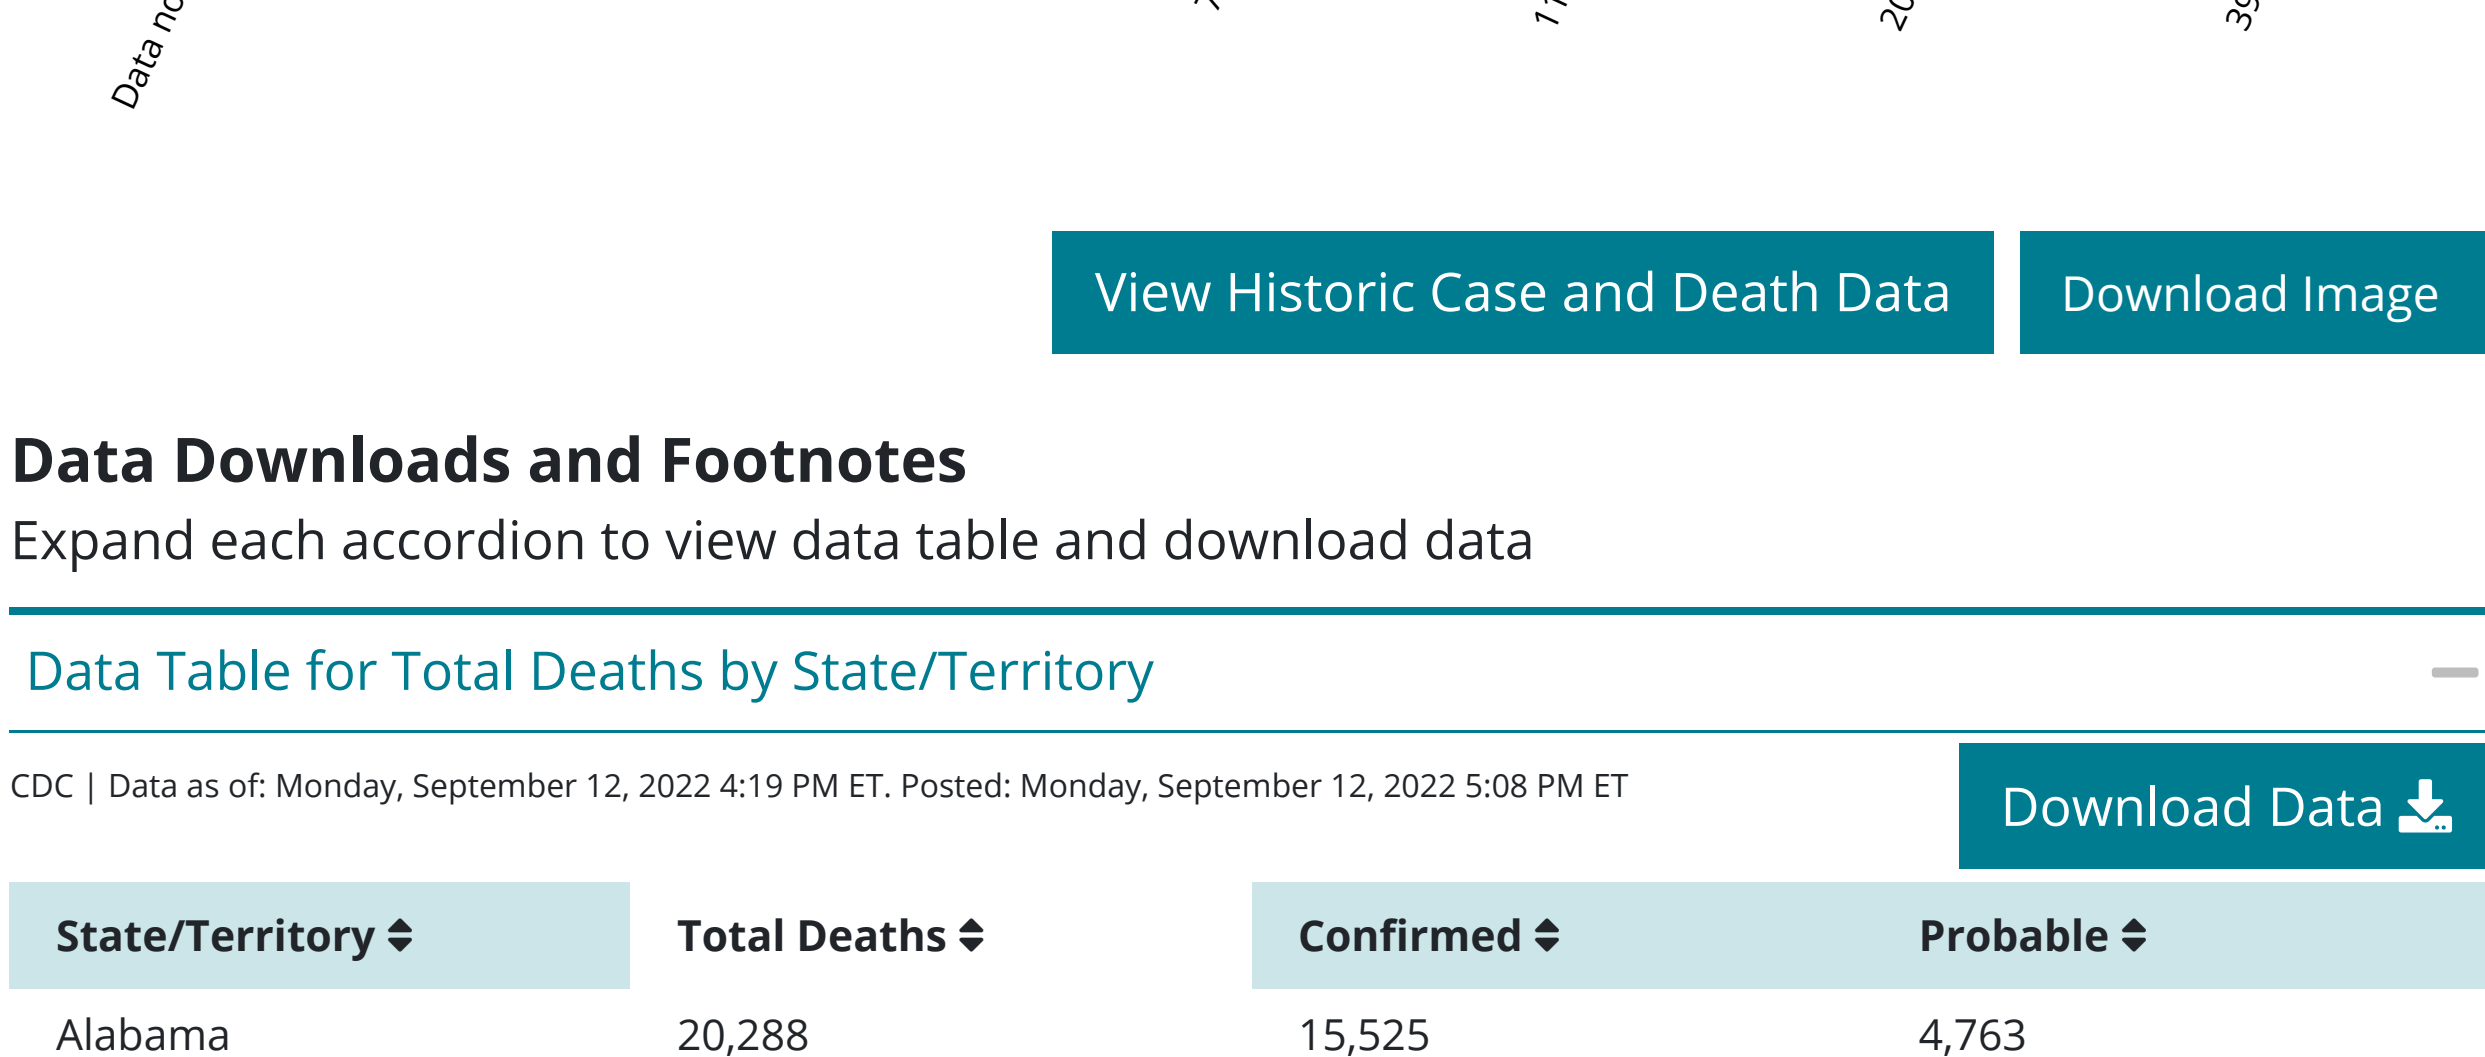 Data
View Historic Case and Death Data Download Image
Data Downloads and Footnotes
Expand each accordion to view data table and download data
Data Table for Total Deaths by State/Territory
CDC | Data as of: Monday, September 12, 2022 4:19 PM ET. Posted: Monday, September 12, 2022 5:08 PM ET
Download Data
State/Territory Total Deaths Confirmed Probable
Alabama 20,288 15,525 4,763